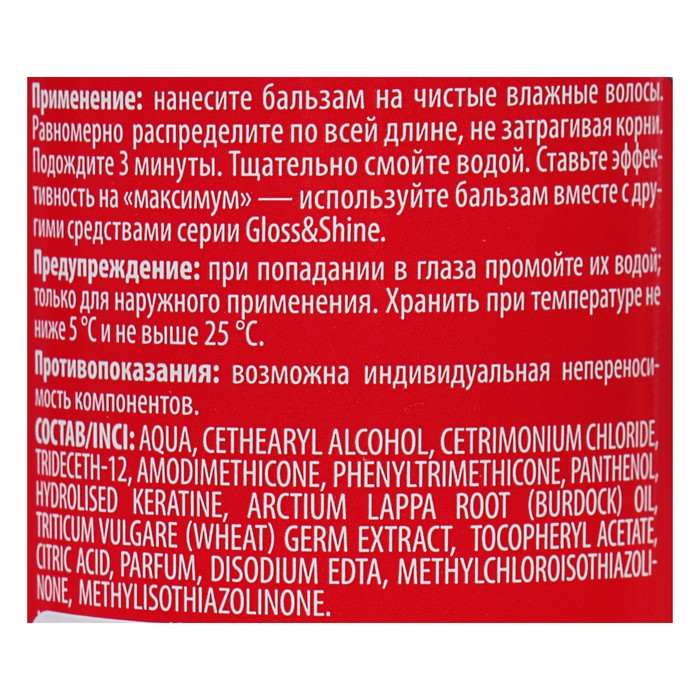 Применение: нанесите бальзам на чистые влажные волосы.
Равномерно распределите по всей длине, не затрагивая корни.
Подождите 3 минуты. Тщательно смойте водой. Ставьте эффек-
тивность на «максимум» — используйте бальзам вместе с дру-
гими средствами серии Gloss&Shine.
Предупреждение: при попадании в глаза промойте их водой;
только для наружного применения. Хранить при температуре не
ниже 5 °C и не выше 25 °C.
Противопоказания: возможна индивидуальная непереноси-
мость компонентов.
СОСТАВ/INCI: AQUA, CETHEARYL ALCOHOL, CETRIMONIUM CHLORIDE,
TRIDECETH-12, AMODIMETHICONE, PHENYLTRIMETHICONE, PANTHENOL,
HYDROLISED KERATINE, ARCTIUM LAPPA ROOT (BURDOCK) OIL,
TRITICUM VULGARE (WHEAT) GERM EXTRACT, TOCOPHERYL ACETATE,
CITRIC ACID, PARFUM, DISODIUM EDTA, METHYLCHLOROISOTHIAZOLI-
NONE, METHYLISOTHIAZOLINONE.